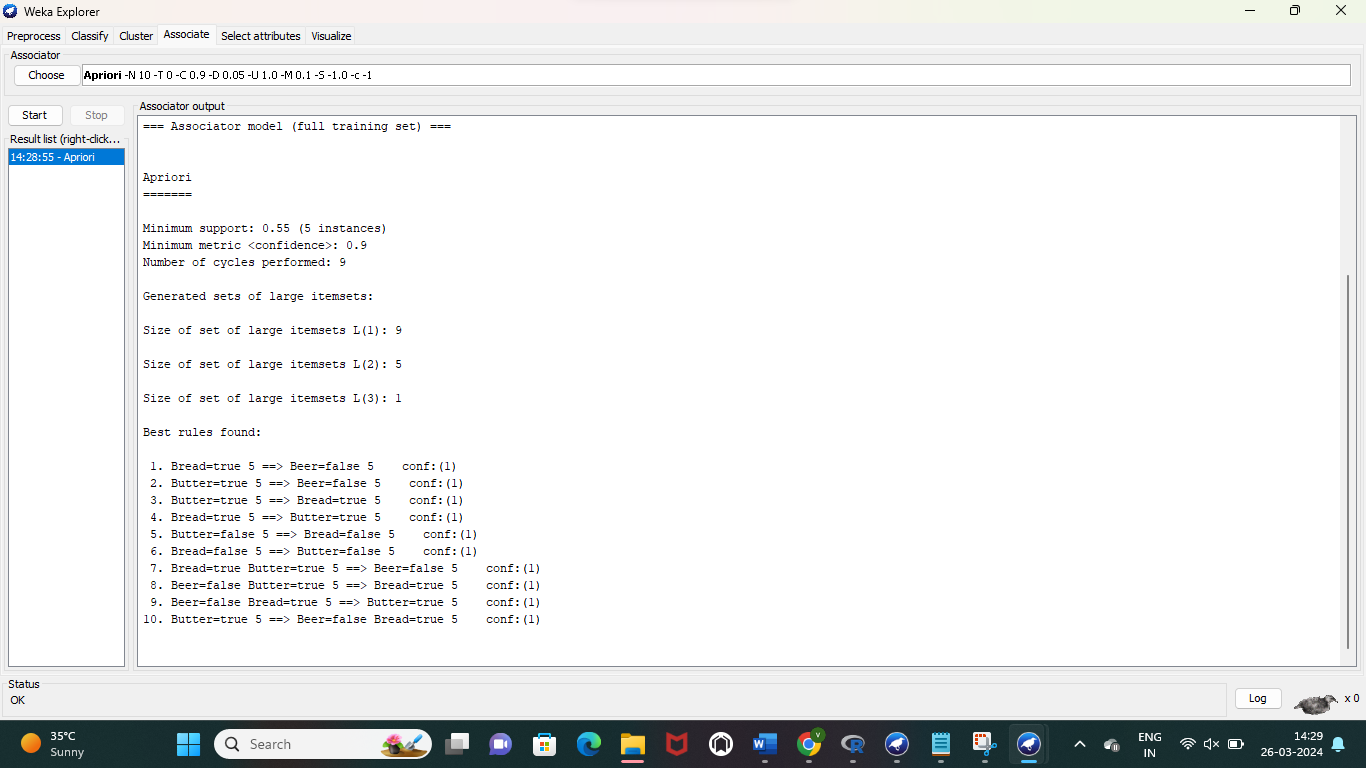 Weka Explorer
Preprocess Classify Cluster Associate Select attributes Visualize
Associator
Choose Apriori -N 10 -T 0 -C 0.9 -D 0.05 -U 1.0 -M 0.1 -S -1.0 -c -1
Start Stop
Result list (right-click...
14:28:55 - Apriori
Associator output
=== Associator model (full training set) ===
Apriori
=======
Minimum support: 0.55 (5 instances)
Minimum metric <confidence>: 0.9
Number of cycles performed: 9
Generated sets of large itemsets:
Size of set of large itemsets L(1): 9
Size of set of large itemsets L(2): 5
Size of set of large itemsets L(3): 1
Best rules found:
1. Bread=true 5 ==> Beer=false 5 conf:(1)
2. Butter=true 5 ==> Beer=false 5 conf:(1)
3. Butter=true 5 ==> Bread=true 5 conf:(1)
4. Bread=true 5 ==> Butter=true 5 conf:(1)
5. Butter=false 5 ==> Bread=false 5 conf:(1)
6. Bread=false 5 ==> Butter=false 5 conf:(1)
7. Bread=true Butter=true 5 ==> Beer=false 5 conf:(1)
8. Beer=false Butter=true 5 ==> Bread=true 5 conf:(1)
9. Beer=false Bread=true 5 ==> Butter=true 5 conf:(1)
10. Butter=true 5 ==> Beer=false Bread=true 5 conf:(1)
Status
OK
Log x 0
35°C
Sunny
Search
V
ENG
IN
14:29
26-03-2024